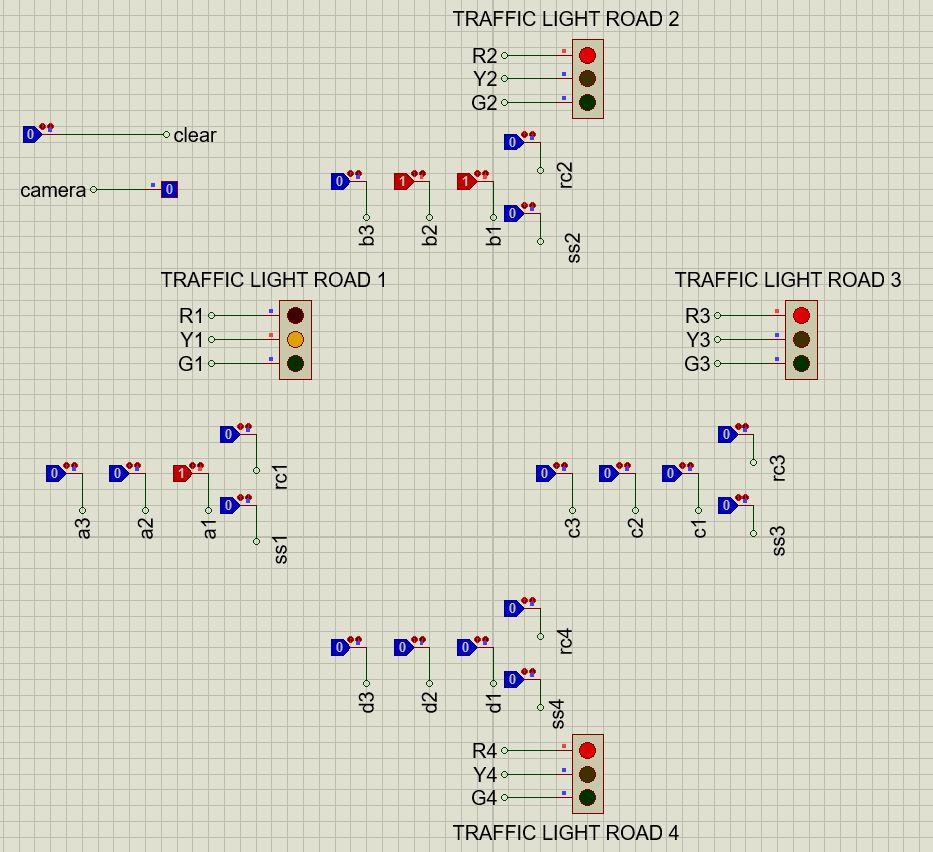 TRAFFIC LIGHT ROAD 2
R2
Y2
G2
0 clear
camera 0
0 rc2
0 b3
1 b2
1 b1
0 ss2
TRAFFIC LIGHT ROAD 1
R1
Y1
G1
TRAFFIC LIGHT ROAD 3
R3
Y3
G3
0 rc1
0 a3
0 a2
1 a1
0 ss1
0 rc3
0 c3
0 c2
0 c1
0 ss3
0 rc4
0 d3
0 d2
0 d1
0 ss4
R4
Y4
G4
TRAFFIC LIGHT ROAD 4